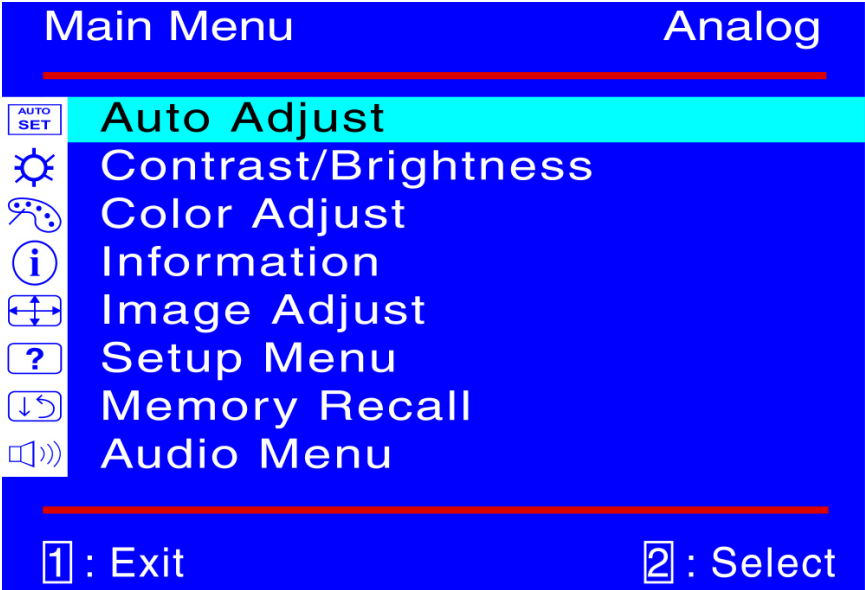 Main Menu Analog
AUTO
SET
Auto Adjust
Contrast/Brightness
Color Adjust
i Information
Image Adjust
? Setup Menu
Memory Recall
Audio Menu
1 : Exit 2 : Select